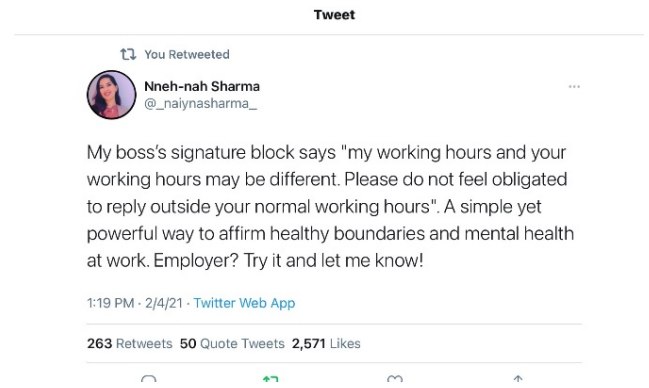 Tweet
You Retweeted
Nneh-nah Sharma
@_naiynasharma_
My boss's signature block says "my working hours and your
working hours may be different. Please do not feel obligated
to reply outside your normal working hours". A simple yet
powerful way to affirm healthy boundaries and mental health
at work. Employer? Try it and let me know!
1:19 PM · 2/4/21 · Twitter Web App
263 Retweets 50 Quote Tweets 2,571 Likes